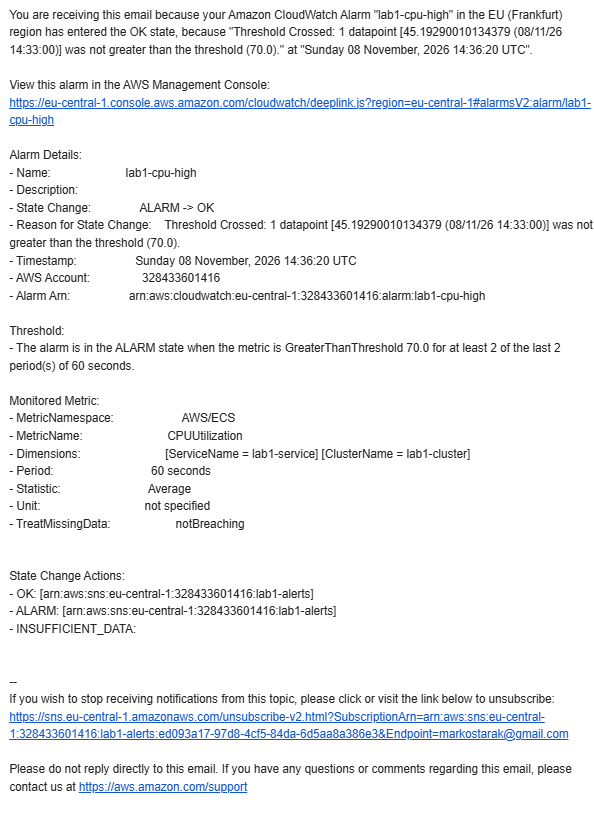 You are receiving this email because your Amazon CloudWatch Alarm "lab1-cpu-high" in the EU (Frankfurt)
region has entered the OK state, because "Threshold Crossed: 1 datapoint [45.19290010134379 (08/11/26
14:33:00)] was not greater than the threshold (70.0)." at "Sunday 08 November, 2026 14:36:20 UTC".
View this alarm in the AWS Management Console:
https://eu-central-1.console.aws.amazon.com/cloudwatch/deeplink.js?region=eu-central-1#alarmsV2:alarm/lab1-
cpu-high
Alarm Details:
- Name: lab1-cpu-high
- Description:
- State Change: ALARM -> OK
- Reason for State Change: Threshold Crossed: 1 datapoint [45.19290010134379 (08/11/26 14:33:00)] was not
greater than the threshold (70.0).
- Timestamp: Sunday 08 November, 2026 14:36:20 UTC
- AWS Account: 328433601416
- Alarm Arn: arn:aws:cloudwatch:eu-central-1:328433601416:alarm:lab1-cpu-high
Threshold:
- The alarm is in the ALARM state when the metric is GreaterThanThreshold 70.0 for at least 2 of the last 2
period(s) of 60 seconds.
Monitored Metric:
- MetricNamespace: AWS/ECS
- MetricName: CPUUtilization
- Dimensions: [ServiceName = lab1-service] [ClusterName = lab1-cluster]
- Period: 60 seconds
- Statistic: Average
- Unit: not specified
- TreatMissingData: notBreaching
State Change Actions:
- OK: [arn:aws:sns:eu-central-1:328433601416:lab1-alerts]
- ALARM: [arn:aws:sns:eu-central-1:328433601416:lab1-alerts]
- INSUFFICIENT_DATA:
--
If you wish to stop receiving notifications from this topic, please click or visit the link below to unsubscribe:
https://sns.eu-central-1.amazonaws.com/unsubscribe-v2.html?SubscriptionArn=arn:aws:sns:eu-central-
1:328433601416:lab1-alerts:ed093a17-97d8-4cf5-84da-6d5aa8a386e3&Endpoint=markostarak@gmail.com
Please do not reply directly to this email. If you have any questions or comments regarding this email, please
contact us at https://aws.amazon.com/support